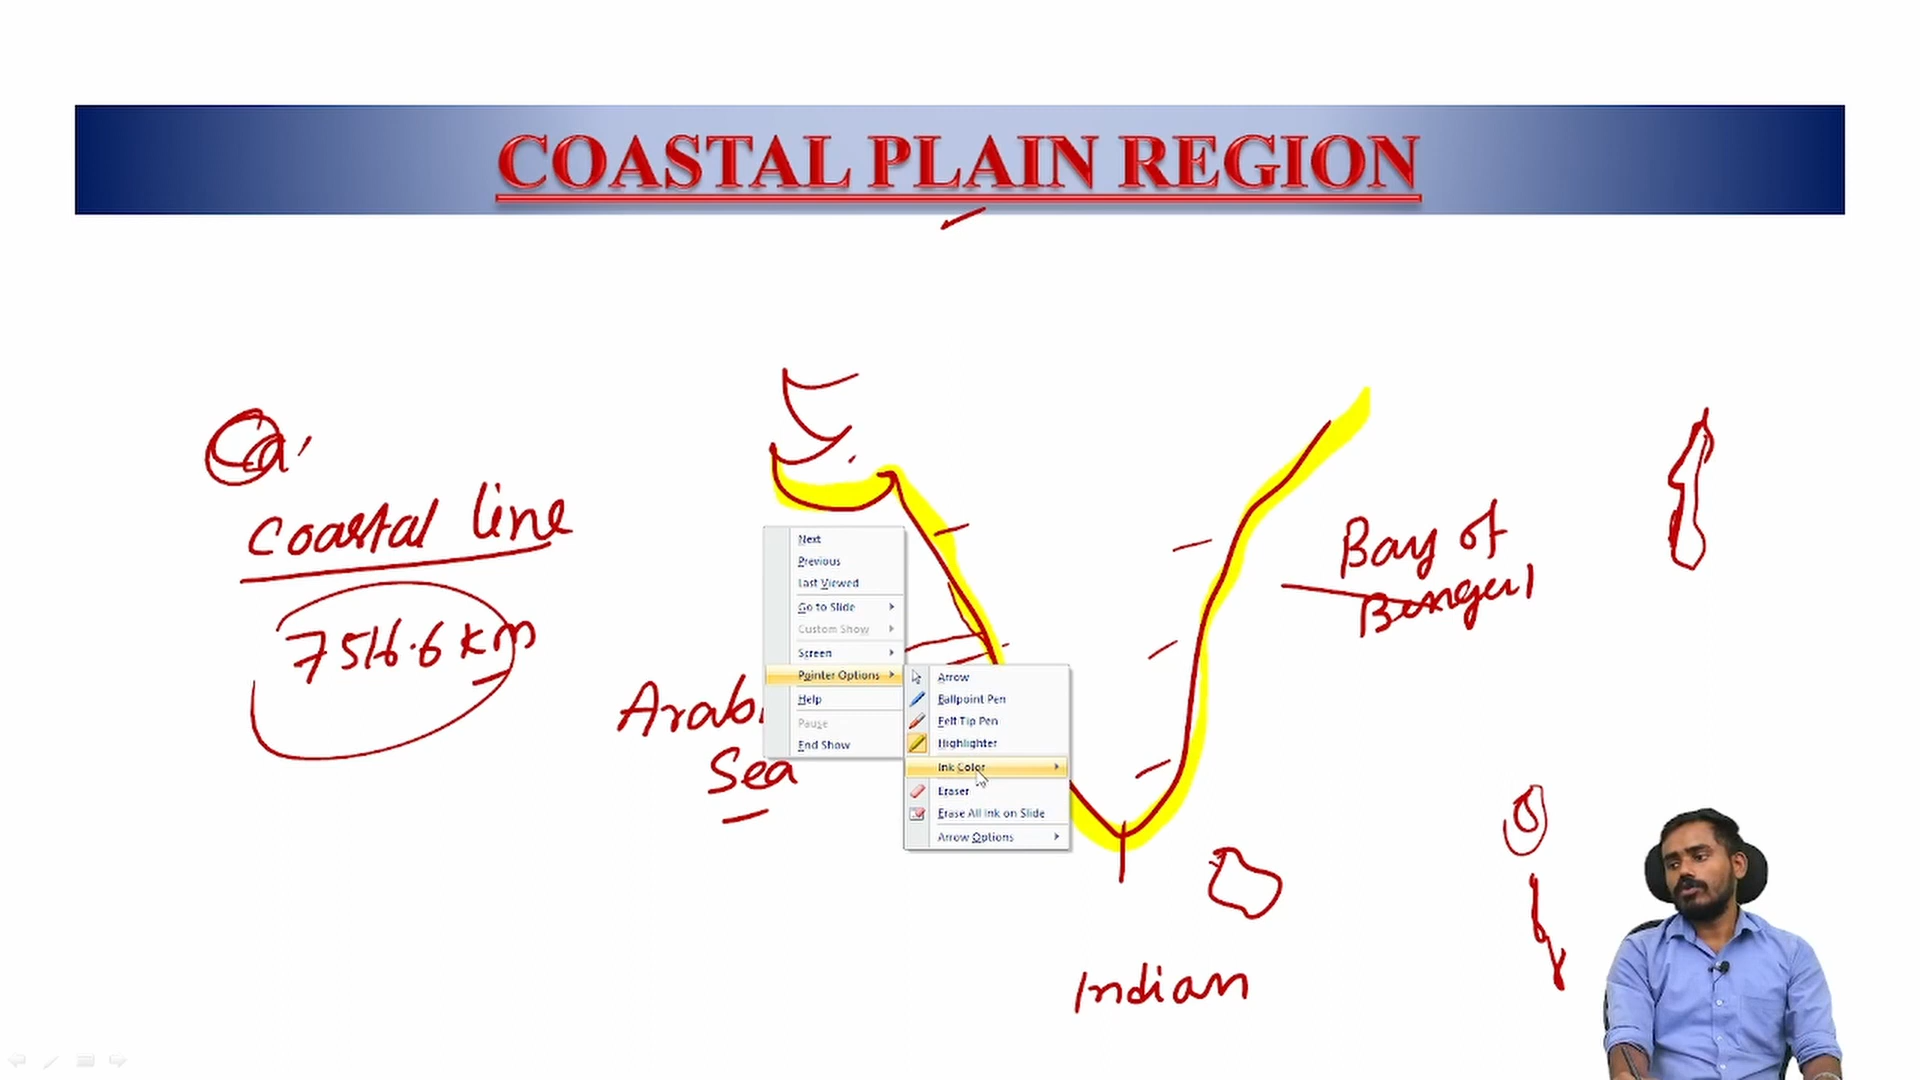 COASTAL PLAIN REGION
Ca'
Coastal line
7516.6 km
Next
Previous
Last Viewed
Go to Slide
Custom Show
Screen
Pointer Options
Help
Pause
End Show
Arrow
Ballpoint Pen
Felt Tip Pen
Highlighter
Ink Color
Eraser
Erase All Ink on Slide
Arrow Options
Arabi
Sea
Bay of
Bengal
Indian